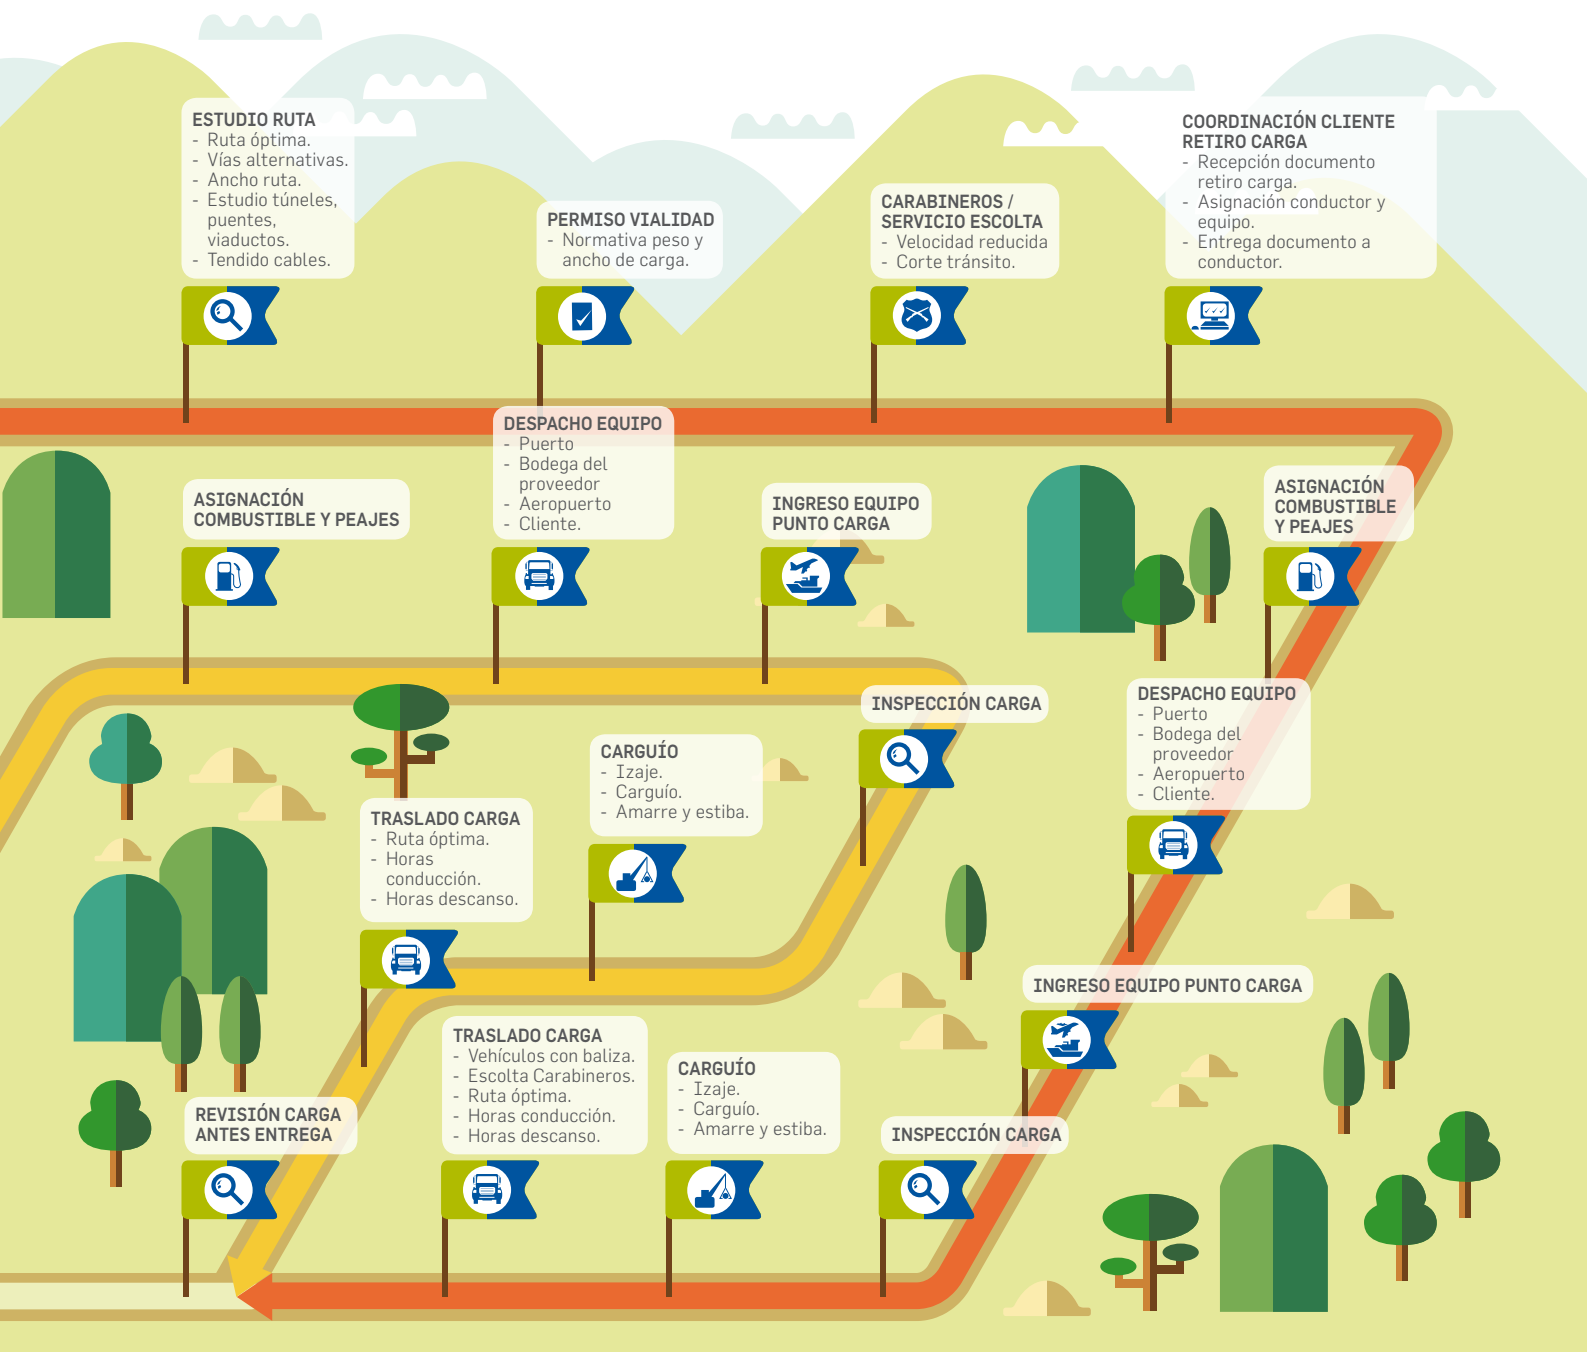 ESTUDIO RUTA
- Ruta óptima.
- Vías alternativas.
- Ancho ruta.
- Estudio túneles,
puentes,
viaductos.
- Tendido cables.
PERMISO VIALIDAD
- Normativa peso y
ancho de carga.
CARABINEROS /
SERVICIO ESCOLTA
- Velocidad reducida
- Corte tránsito.
COORDINACIÓN CLIENTE
RETIRO CARGA
- Recepción documento
retiro carga.
- Asignación conductor y
equipo.
- Entrega documento a
conductor.
ASIGNACIÓN
COMBUSTIBLE Y PEAJES
DESPACHO EQUIPO
- Puerto
- Bodega del
proveedor
- Aeropuerto
- Cliente.
INGRESO EQUIPO
PUNTO CARGA
ASIGNACIÓN
COMBUSTIBLE
Y PEAJES
INSPECCIÓN CARGA
DESPACHO EQUIPO
- Puerto
- Bodega del
proveedor
- Aeropuerto
- Cliente.
CARGUÍO
- Izaje.
- Carguío.
- Amarre y estiba.
TRASLADO CARGA
- Ruta óptima.
- Horas
conducción.
- Horas descanso.
INGRESO EQUIPO PUNTO CARGA
TRASLADO CARGA
- Vehículos con baliza.
- Escolta Carabineros.
- Ruta óptima.
- Horas conducción.
- Horas descanso.
CARGUÍO
- Izaje.
- Carguío.
- Amarre y estiba.
INSPECCIÓN CARGA
REVISIÓN CARGA
ANTES ENTREGA